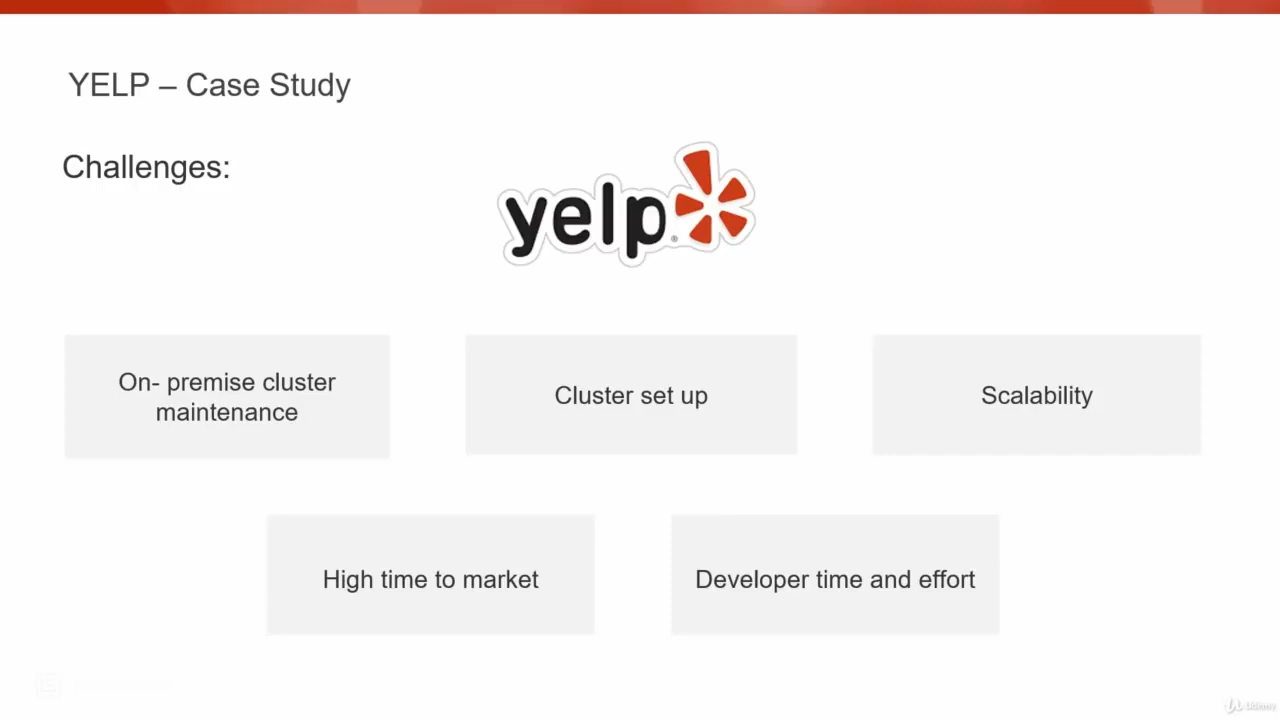 YELP – Case Study
Challenges:
yelp
®
On- premise cluster
maintenance
Cluster set up
Scalability
High time to market
Developer time and effort
Udemy